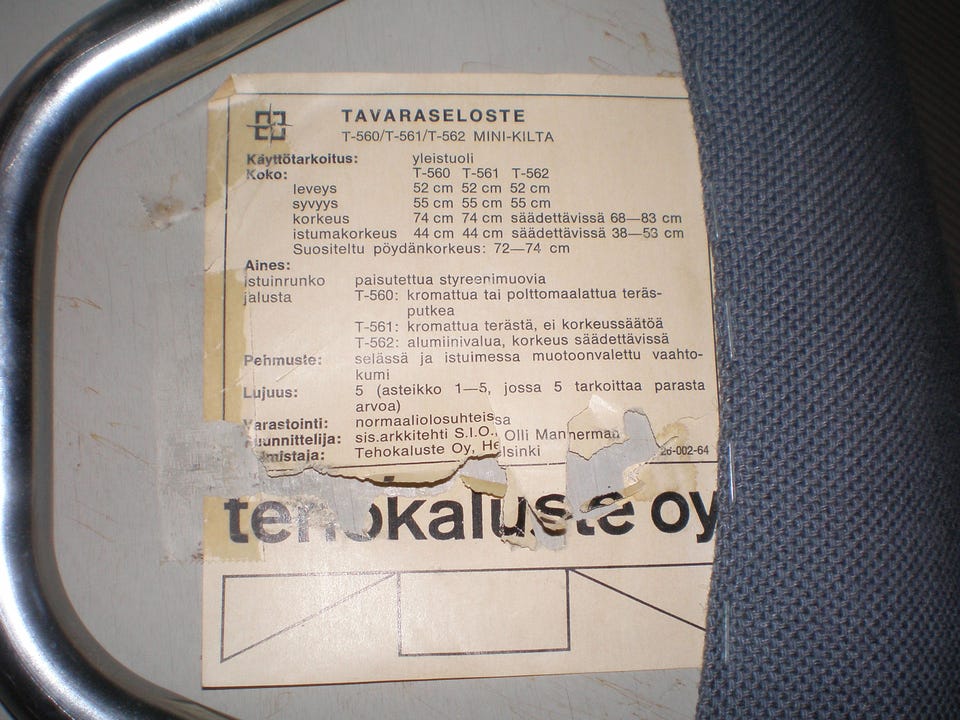 TAVARASELOSTE
T-560/T-561/T-562 MINI-KILTA
Käyttötarkoitus: yleistuoli
Koko: T-560 T-561 T-562
leveys 52 cm 52 cm 52 cm
syvyys 55 cm 55 cm 55 cm
korkeus 74 cm 74 cm säädettävissä 68—83 cm
istumakorkeus 44 cm 44 cm säädettävissä 38—53 cm
Suositeltu pöydänkorkeus: 72—74 cm
Aines:
istuinrunko paisutettua styreenimuovia
jalusta T-560: kromattua tai polttomaalattua teräs-
putkea
T-561: kromattua terästä, ei korkeussäätöä
T-562: alumiinivalua, korkeus säädettävissä
Pehmuste: selässä ja istuimessa muotoonvalettu vaahto-
kumi
Lujuus: 5 (asteikko 1—5, jossa 5 tarkoittaa parasta
arvoa)
Varastointi: normaaliolosuhteissa
uunnittelija: sis.arkkitehti S.I.O. Olli Mannerman
mistaja: Tehokaluste Oy, Helsinki
26-002-64
tehokaluste oy